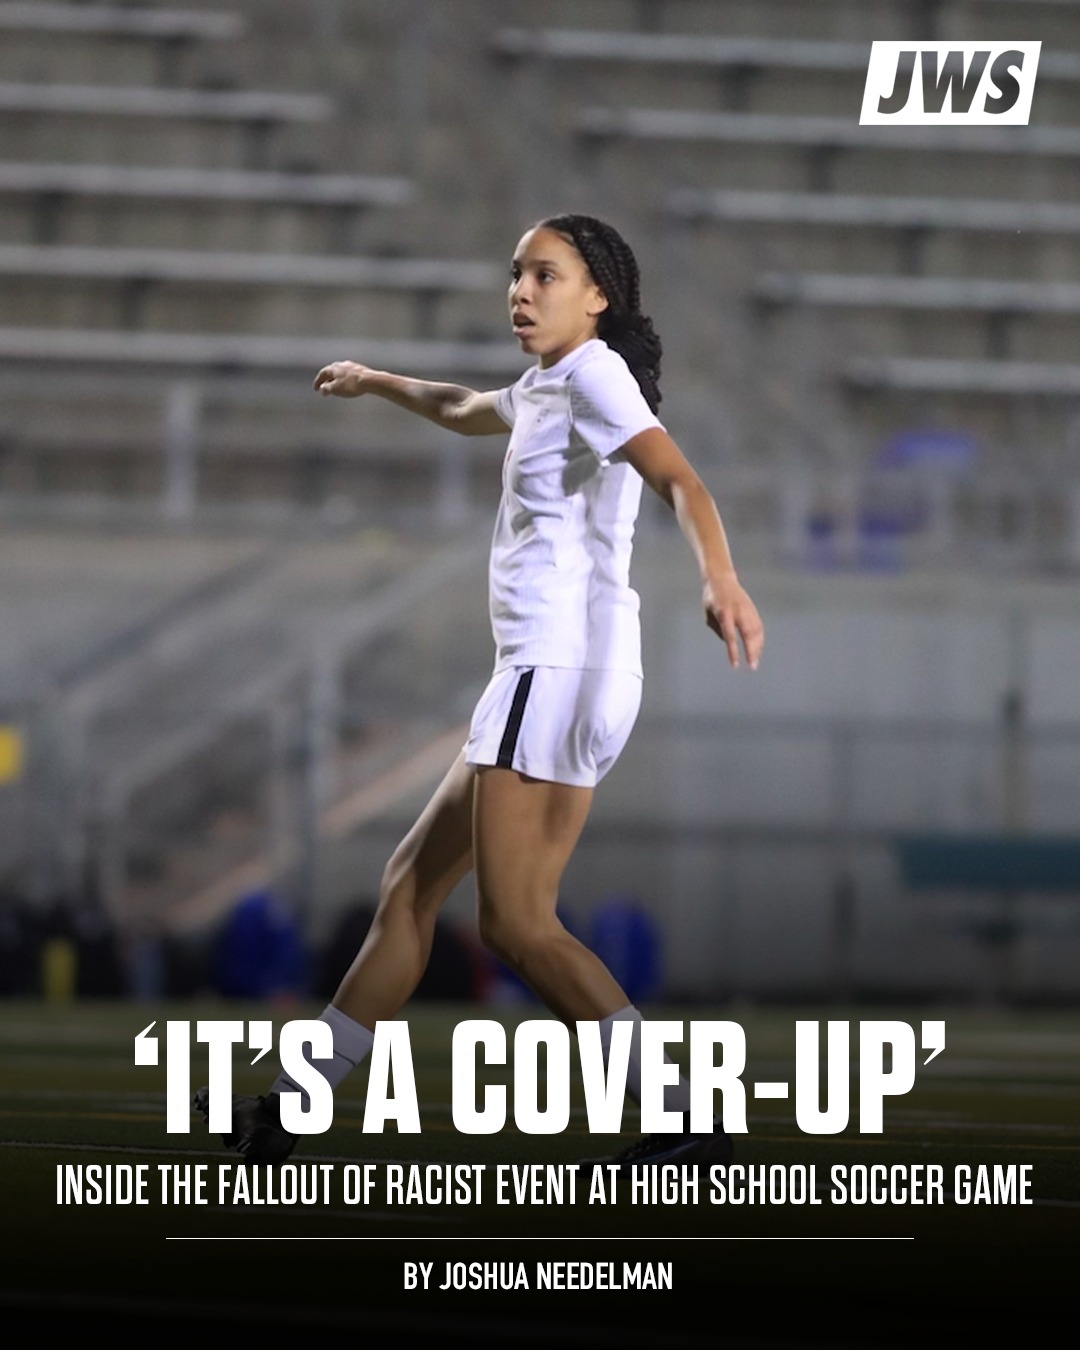 JWS
‘IT’S A COVER-UP’
INSIDE THE FALLOUT OF RACIST EVENT AT HIGH SCHOOL SOCCER GAME
BY JOSHUA NEEDELMAN